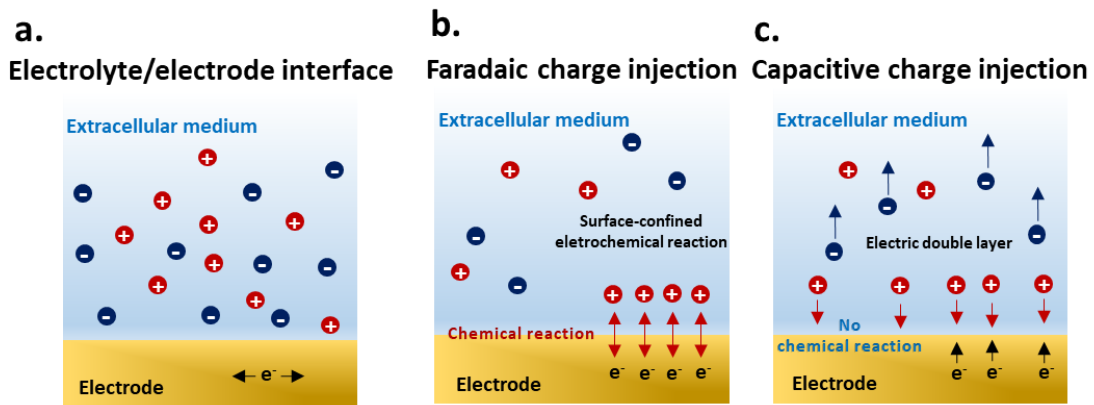 a.
Electrolyte/electrode interface
Extracellular medium
+
-
-
-
+
+
+
+
-
-
+
-
-
+
+
-
-
-
+
← e⁻ →
Electrode
b.
Faradaic charge injection
Extracellular medium
-
+
+
-
Surface-confined
eletrochemical reaction
-
+
-
+ + + +
Chemical reaction
e⁻ e⁻ e⁻ e⁻
Electrode
c.
Capacitive charge injection
Extracellular medium
+
-
+
-
-
-
Electric double layer
+ + + + +
No
chemical reaction
e⁻ e⁻ e⁻
Electrode